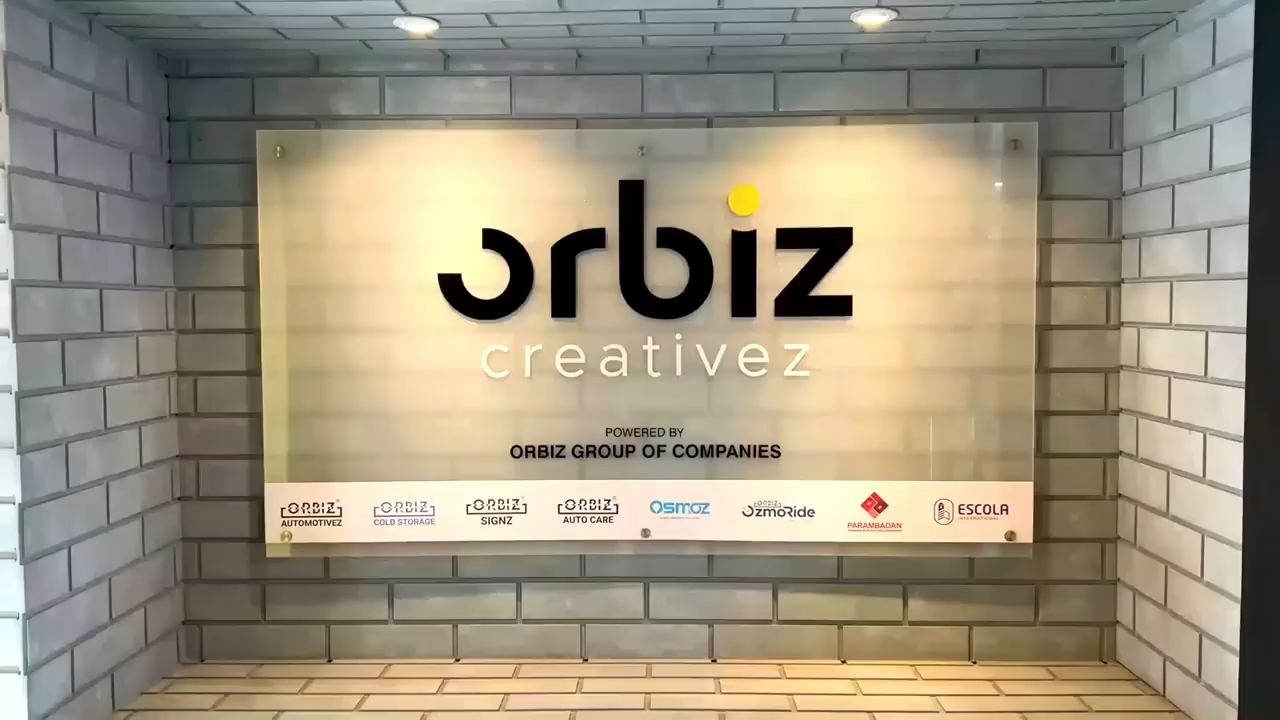 orbiz
creativez
POWERED BY
ORBIZ GROUP OF COMPANIES
ORBIZ® AUTOMOTIVEZ
ORBIZ® COLD STORAGE
ORBIZ® SIGNZ
ORBIZ® AUTO CARE
Osmoz
ORBIZ OzmoRide
PARAMBADAN
ESCOLA INTERNATIONAL